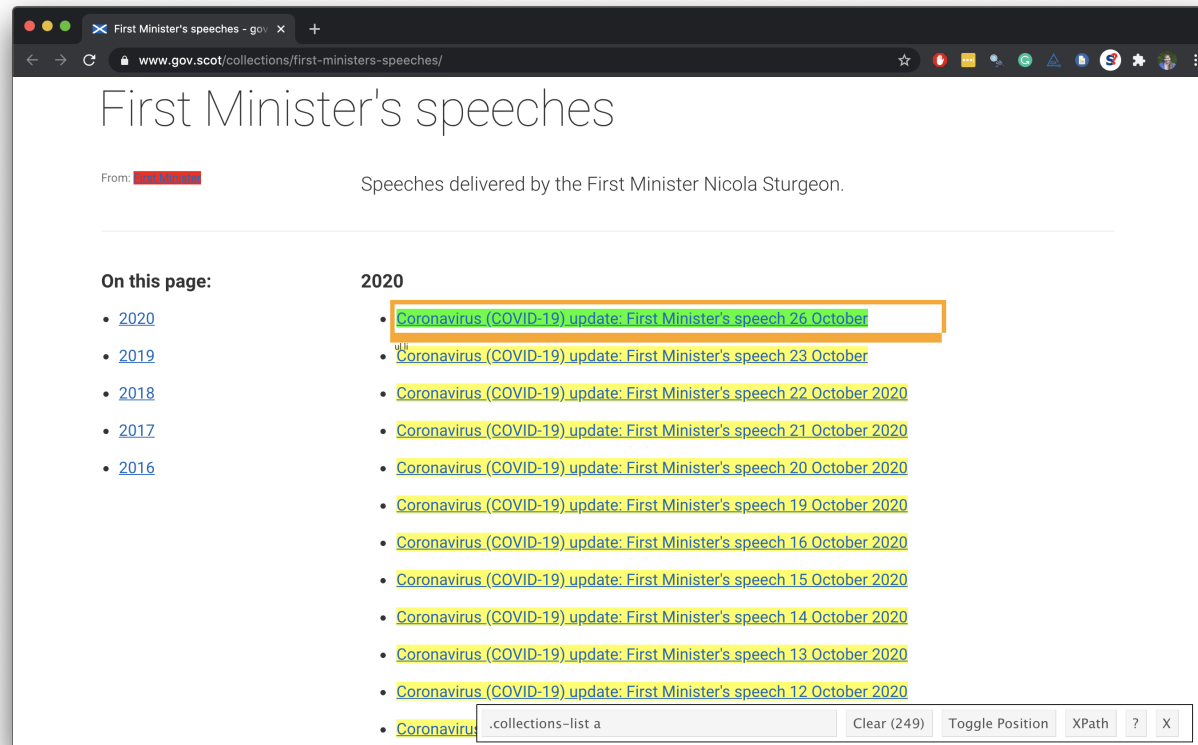 First Minister's speeches - gov
www.gov.scot/collections/first-ministers-speeches/
First Minister's speeches
From: First Minister
Speeches delivered by the First Minister Nicola Sturgeon.
On this page:
2020
2019
2018
2017
2016
2020
Coronavirus (COVID-19) update: First Minister's speech 26 October
ul li
Coronavirus (COVID-19) update: First Minister's speech 23 October
Coronavirus (COVID-19) update: First Minister's speech 22 October 2020
Coronavirus (COVID-19) update: First Minister's speech 21 October 2020
Coronavirus (COVID-19) update: First Minister's speech 20 October 2020
Coronavirus (COVID-19) update: First Minister's speech 19 October 2020
Coronavirus (COVID-19) update: First Minister's speech 16 October 2020
Coronavirus (COVID-19) update: First Minister's speech 15 October 2020
Coronavirus (COVID-19) update: First Minister's speech 14 October 2020
Coronavirus (COVID-19) update: First Minister's speech 13 October 2020
Coronavirus (COVID-19) update: First Minister's speech 12 October 2020
Coronavirus
.collections-list a Clear (249) Toggle Position XPath ? X